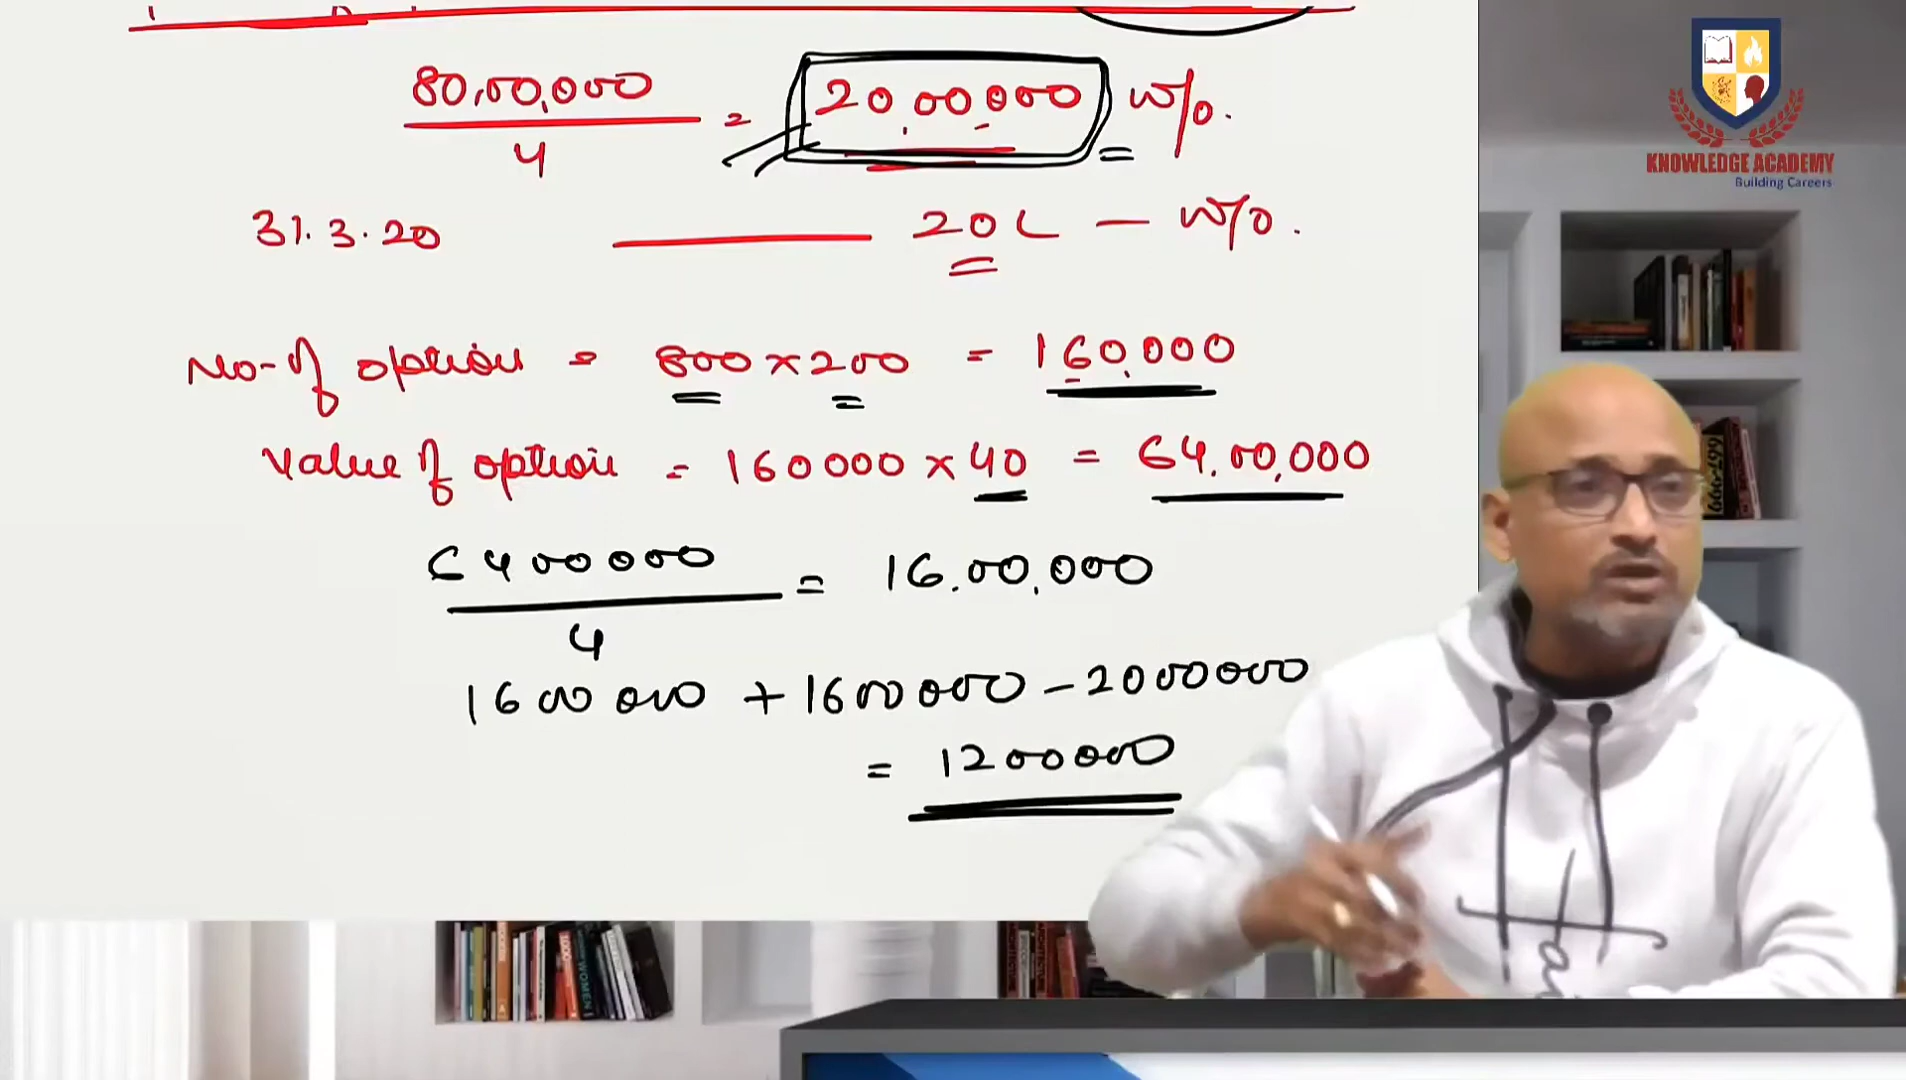 80,00,000
4
= 20,00,000 w/o.
31.3.20 — 20L — w/o.
No-of option = 800 × 200 = 160,000
Value of option = 160000 × 40 = 64,00,000
6400000
4
= 16,00,000
1600000 + 1600000 - 2000000
= 1200000
KNOWLEDGE ACADEMY
Building Careers